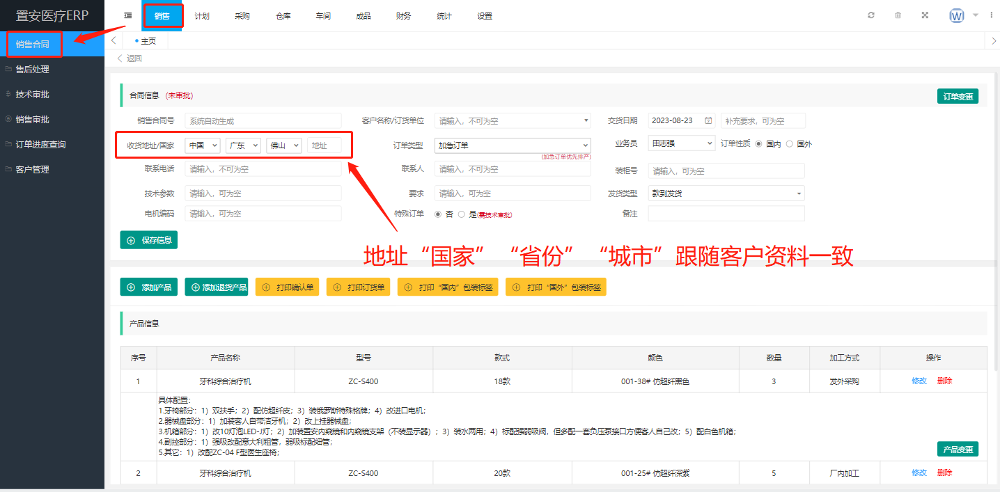 置安医疗ERP
销售 计划 采购 仓库 车间 成品 财务 统计 设置
主页
返回
销售合同
售后处理
技术审批
销售审批
订单进度查询
客户管理
合同信息 (未审批) 订单变更
销售合同号 系统自动生成 客户名称/订货单位 请输入，不可为空 交货日期 2023-08-23 补充要求，可为空
收货地址/国家 中国 广东 佛山 地址 订单类型 加急订单 业务员 田志强 订单性质 国内 国外
(加急订单优先排产)
联系电话 请输入，不可为空 联系人 请输入，不可为空 装柜号 请输入，可为空
技术参数 请输入，可为空 要求 请输入，可为空 发货类型 款到发货
电机编码 请输入，可为空 特殊订单 否 是(需技术审批) 备注
保存信息
地址“国家”“省份”“城市”跟随客户资料一致
添加产品 添加退货产品 打印确认单 打印订货单 打印“国内”包装标签 打印“国外”包装标签
产品信息
序号 产品名称 型号 款式 颜色 数量 加工方式 操作
1 牙科综合治疗机 ZC-S400 18款 001-38# 仿超纤黑色 3 发外采购 修改 删除
具体配置：
1.牙椅部分：1）双扶手；2）配仿超纤皮；3）装俄罗斯特殊铭牌；4）改进口电机；
2.器械盘部分：1）加装客人自带洁牙机；2）改上挂器械盘；
3.机箱部分：1）改10灯泡LED-J灯；2）加装置安内窥镜和内窥镜支架（不装显示器）；3）装水两用；4）标配强弱吸阀，但多配一套负压泵接口方便客人自己改；5）配白色机箱；
4.副控部分：1）强吸改配意大利粗管，弱吸标配细管；
5.其它：1）改配ZC-04 F型医生座椅；
产品变更
2 牙科综合治疗机 ZC-S400 20款 001-25# 仿超纤深紫 5 厂内加工 修改 删除